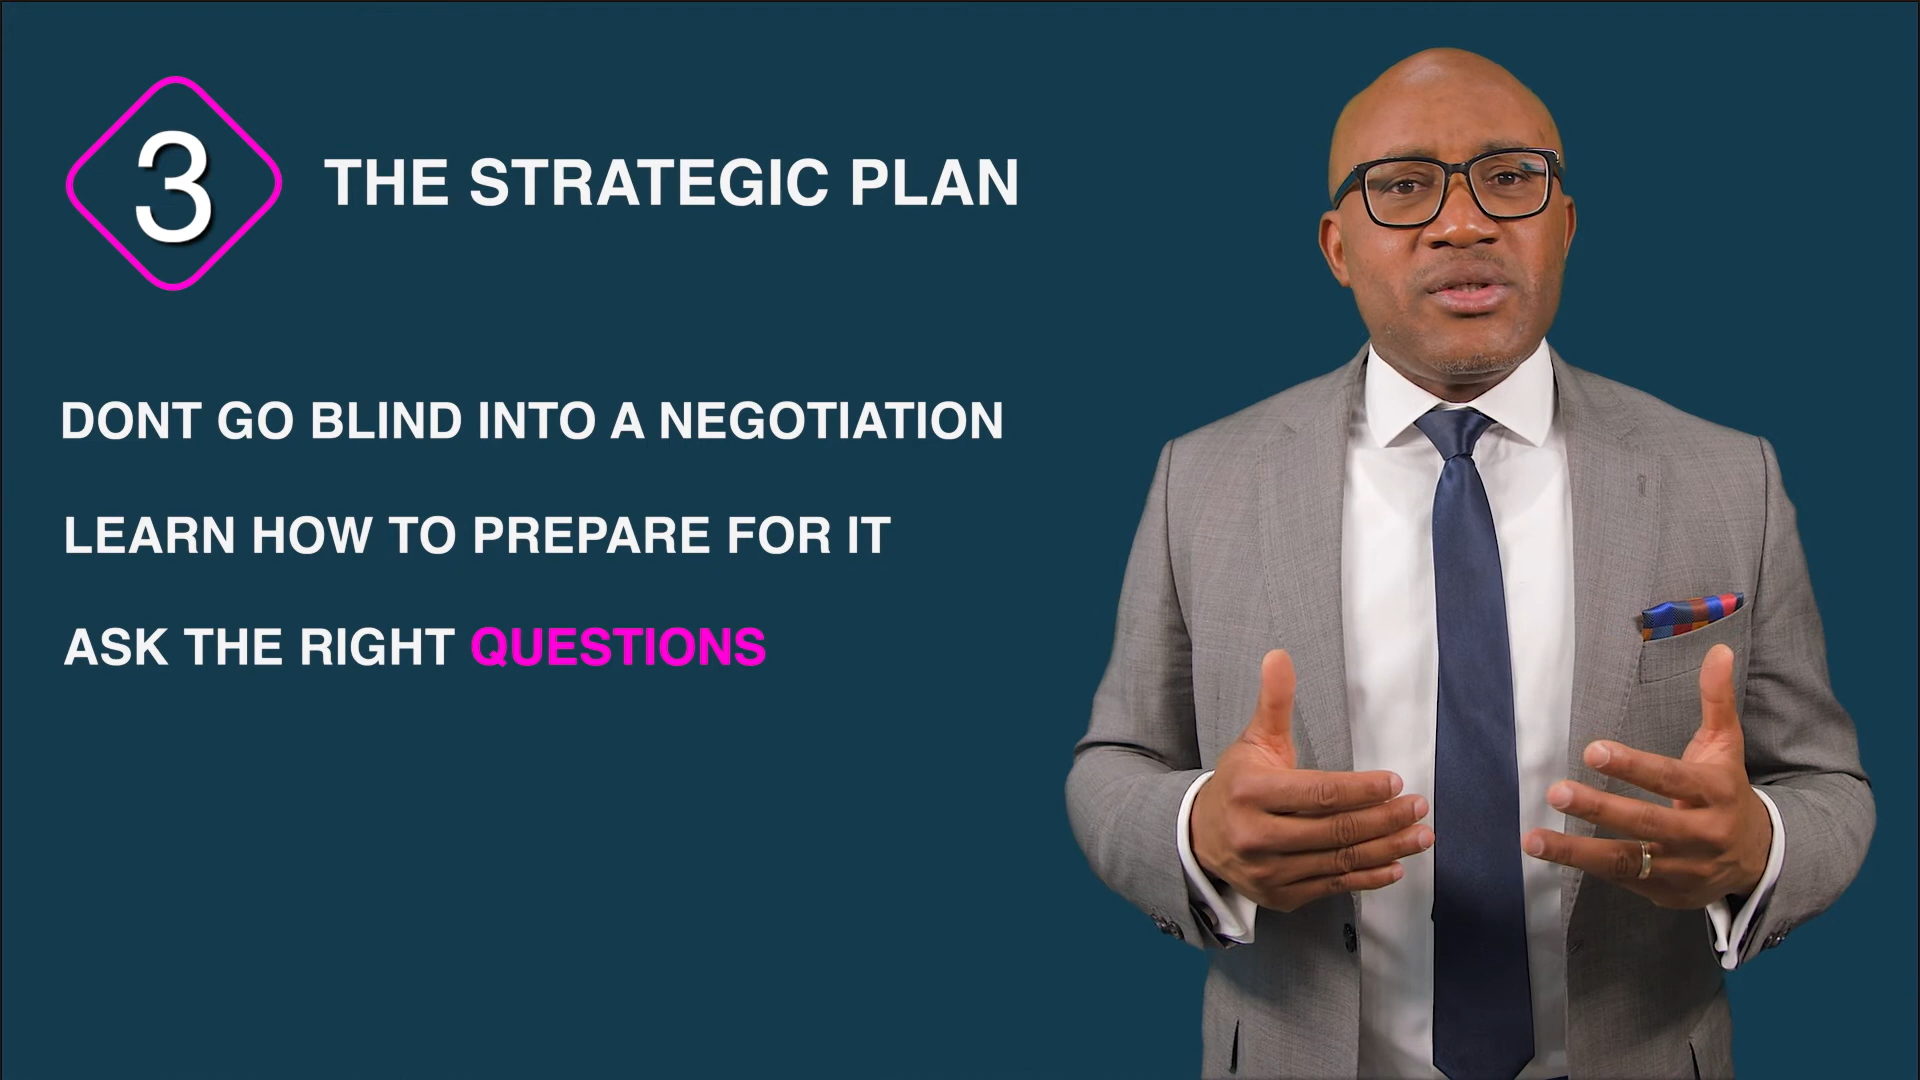 3
THE STRATEGIC PLAN
DONT GO BLIND INTO A NEGOTIATION
LEARN HOW TO PREPARE FOR IT
ASK THE RIGHT QUESTIONS